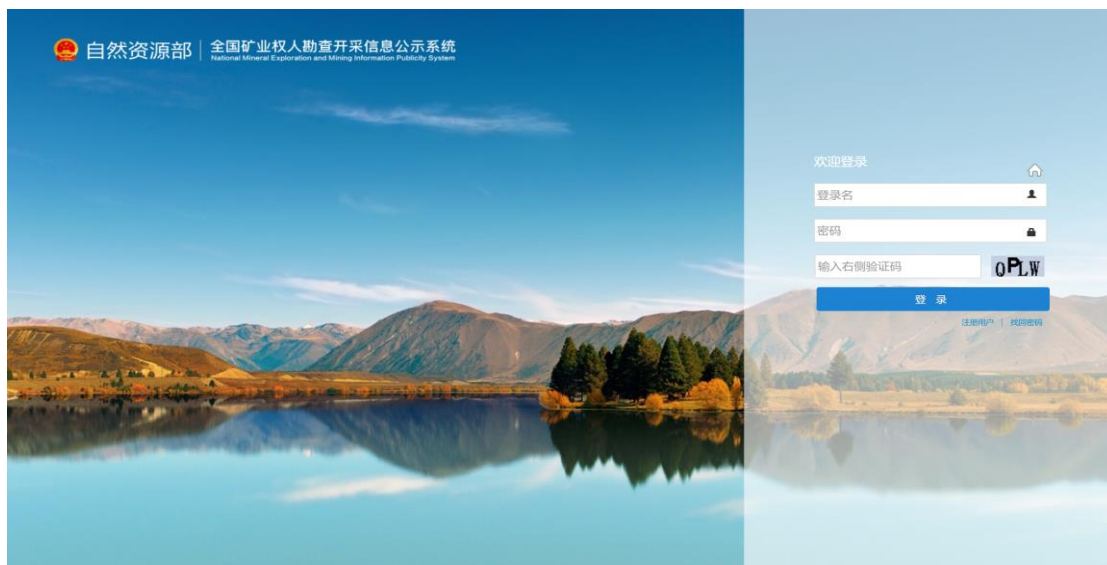 自然资源部
全国矿业权人勘查开采信息公示系统
National Mineral Exploration and Mining Information Publicity System
欢迎登录
登录名
密码
输入右侧验证码
QPLW
登 录
注册用户 | 找回密码